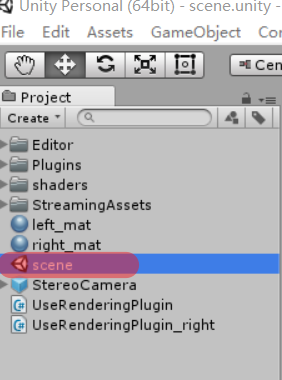 Unity Personal (64bit) - scene.unity -
File Edit Assets GameObject Com
Cen
Project
Create
Editor
Plugins
shaders
StreamingAssets
left_mat
right_mat
scene
StereoCamera
UseRenderingPlugin
UseRenderingPlugin_right